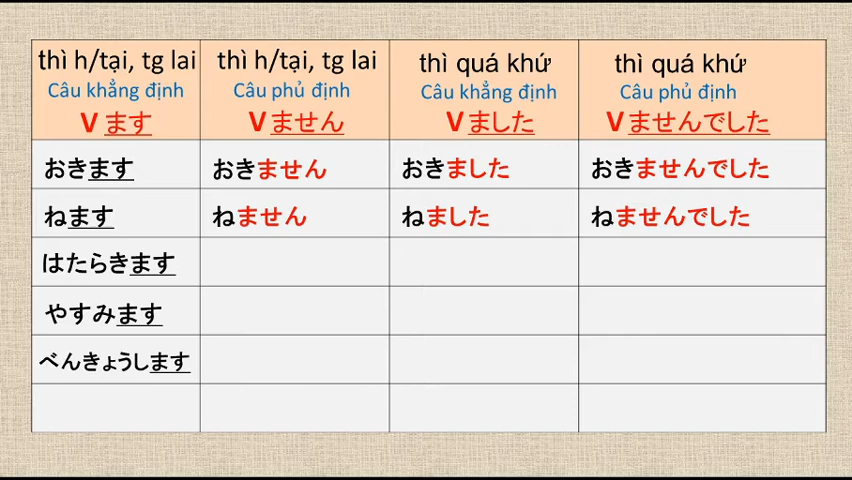 thì h/tại, tg lai thì h/tại, tg lai thì quá khứ thì quá khứ
Câu khẳng định Câu phủ định Câu khẳng định Câu phủ định
V ます V ません V ました V ませんでした
おきます おきません おきました おきませんでした
ねます ねません ねました ねませんでした
はたらきます
やすみます
べんきょうします